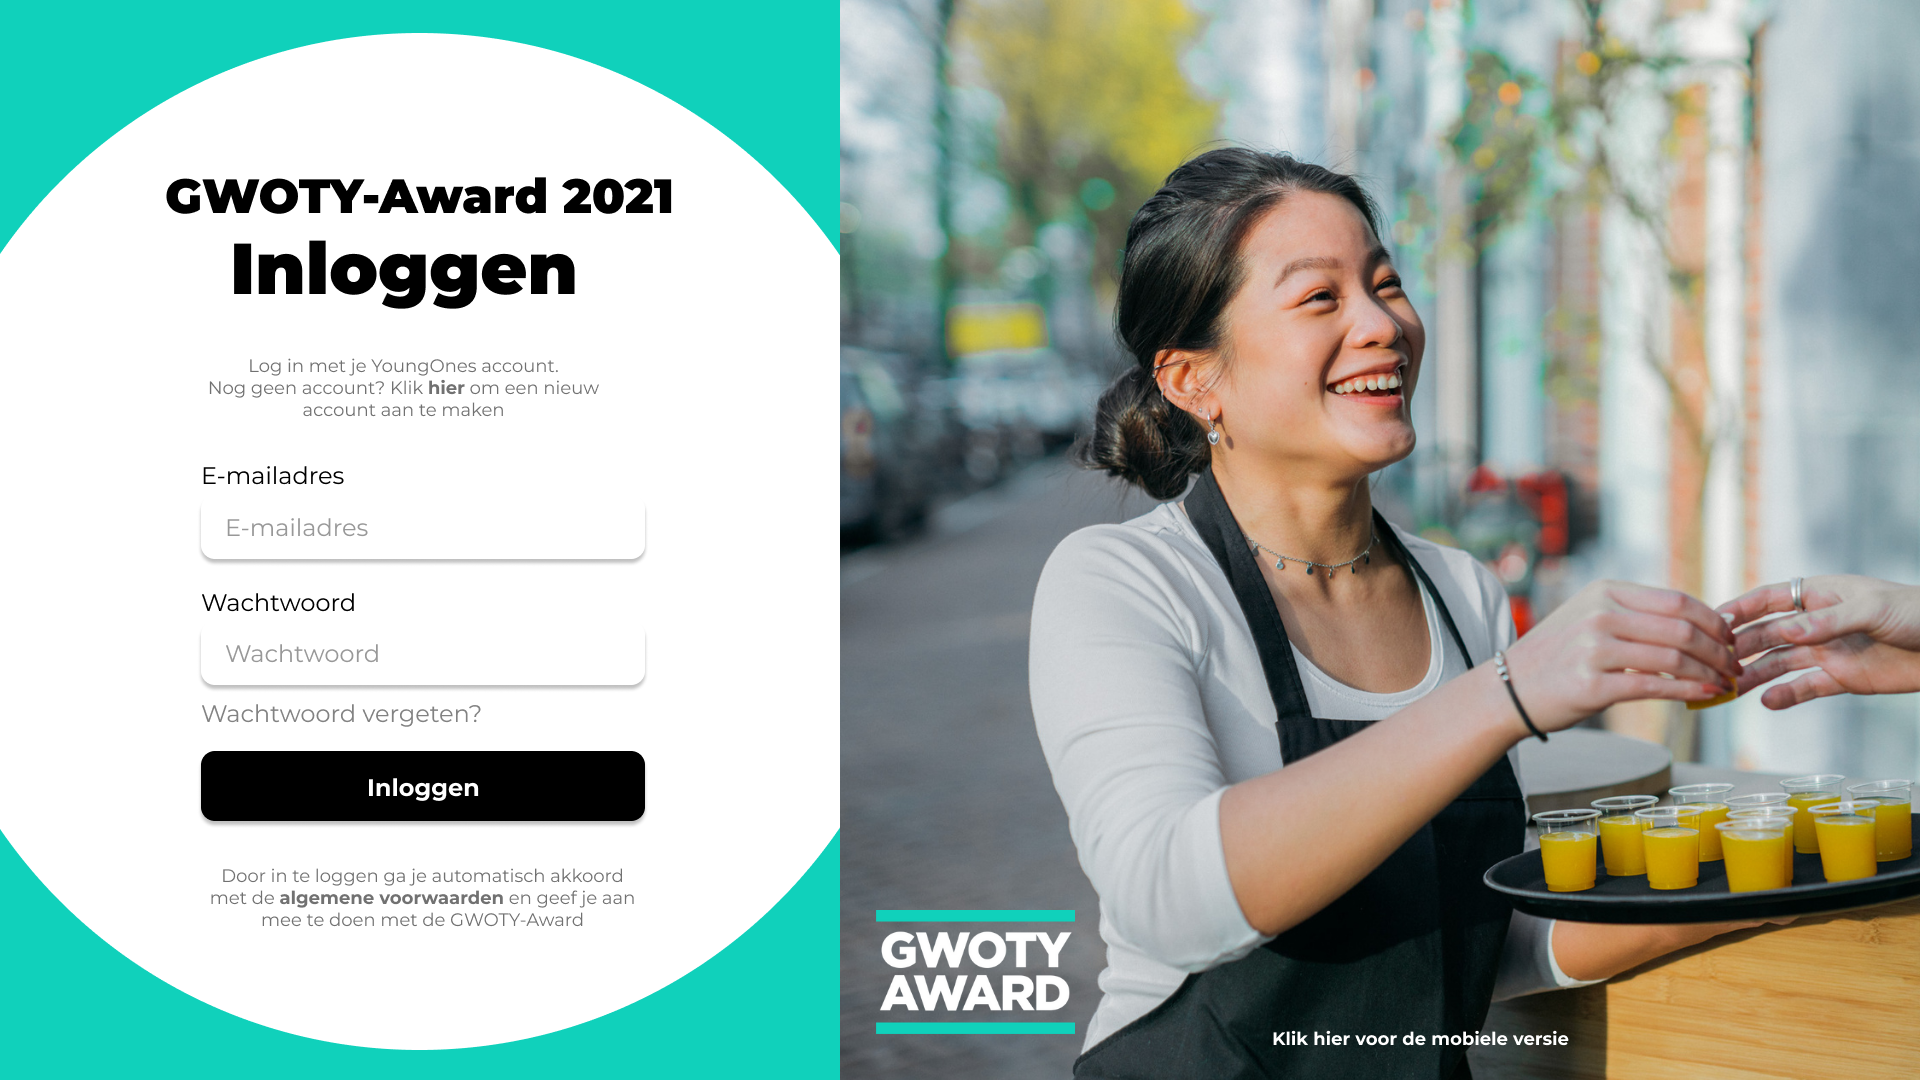 GWOTY-Award 2021
Inloggen
Log in met je YoungOnes account.
Nog geen account? Klik hier om een nieuw
account aan te maken
E-mailadres
E-mailadres
Wachtwoord
Wachtwoord
Wachtwoord vergeten?
Inloggen
Door in te loggen ga je automatisch akkoord
met de algemene voorwaarden en geef je aan
mee te doen met de GWOTY-Award
GWOTY
AWARD
Klik hier voor de mobiele versie